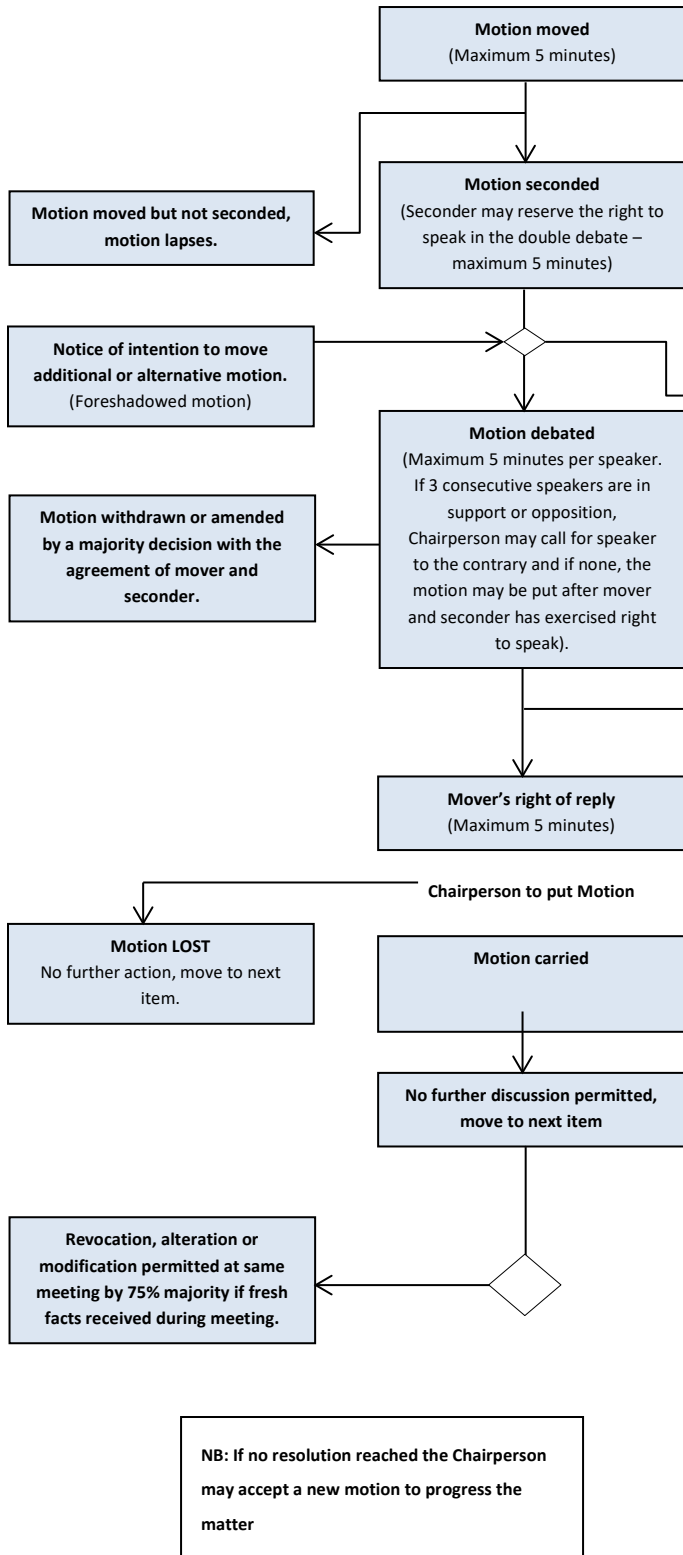 Motion moved
(Maximum 5 minutes)
Motion seconded
(Seconder may reserve the right to
speak in the double debate –
maximum 5 minutes)
Motion moved but not seconded,
motion lapses.
Notice of intention to move
additional or alternative motion.
(Foreshadowed motion)
Motion debated
(Maximum 5 minutes per speaker.
If 3 consecutive speakers are in
support or opposition,
Chairperson may call for speaker
to the contrary and if none, the
motion may be put after mover
and seconder has exercised right
to speak).
Motion withdrawn or amended
by a majority decision with the
agreement of mover and
seconder.
Mover’s right of reply
(Maximum 5 minutes)
Chairperson to put Motion
Motion LOST
No further action, move to next
item.
Motion carried
No further discussion permitted,
move to next item
Revocation, alteration or
modification permitted at same
meeting by 75% majority if fresh
facts received during meeting.
NB: If no resolution reached the Chairperson
may accept a new motion to progress the
matter